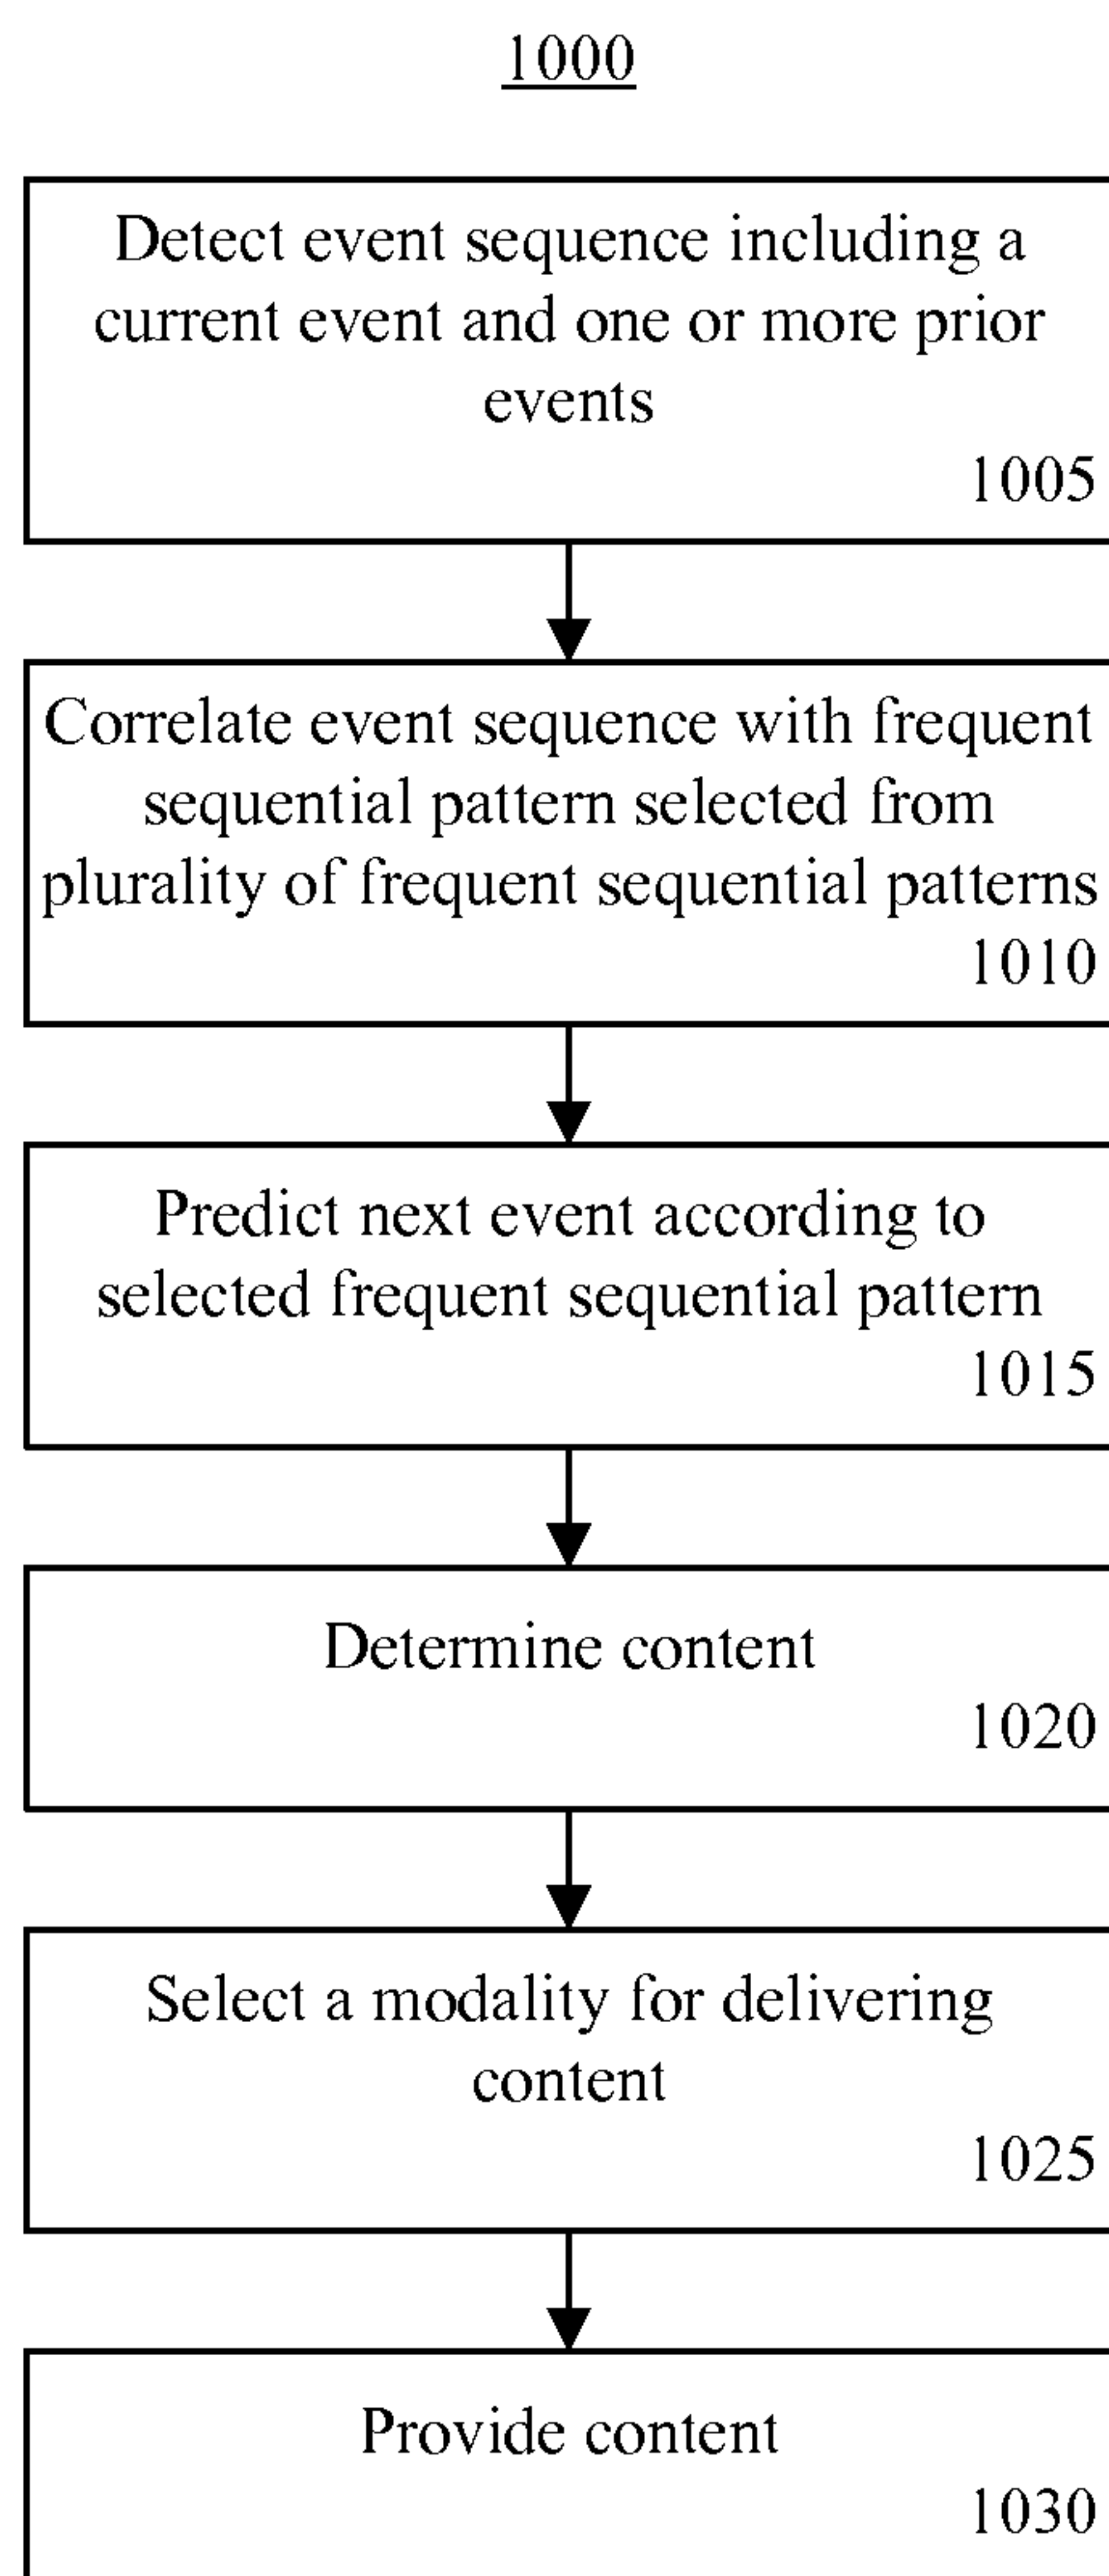 1000
Detect event sequence including a
current event and one or more prior
events
1005
Correlate event sequence with frequent
sequential pattern selected from
plurality of frequent sequential patterns
1010
Predict next event according to
selected frequent sequential pattern
1015
Determine content
1020
Select a modality for delivering
content
1025
Provide content
1030